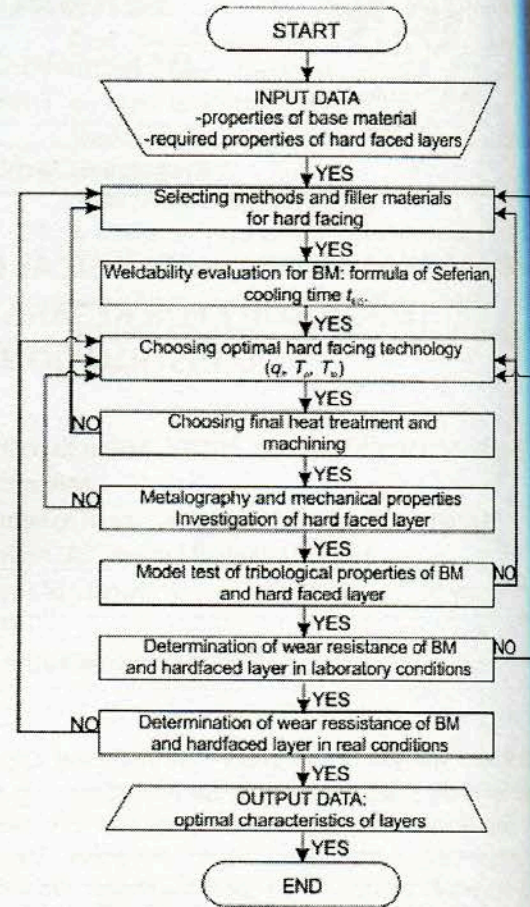 START
INPUT DATA
-properties of base material
-required properties of hard faced layers
YES
Selecting methods and filler materials
for hard facing
YES
Weldability evaluation for BM: formula of Seferian,
cooling time
YES
Choosing optimal hard facing technology
YES
NO
Choosing final heat treatment and
machining
YES
NO
Metalography and mechanical properties
Investigation of hard faced layer
YES
Model test of tribological properties of BM
and hard faced layer
NO
YES
Determination of wear resistance of BM
and hardfaced layer in laboratory conditions
NO
YES
NO
Determination of wear ressistance of BM
and hardfaced layer in real conditions
YES
OUTPUT DATA:
optimal characteristics of layers
YES
END